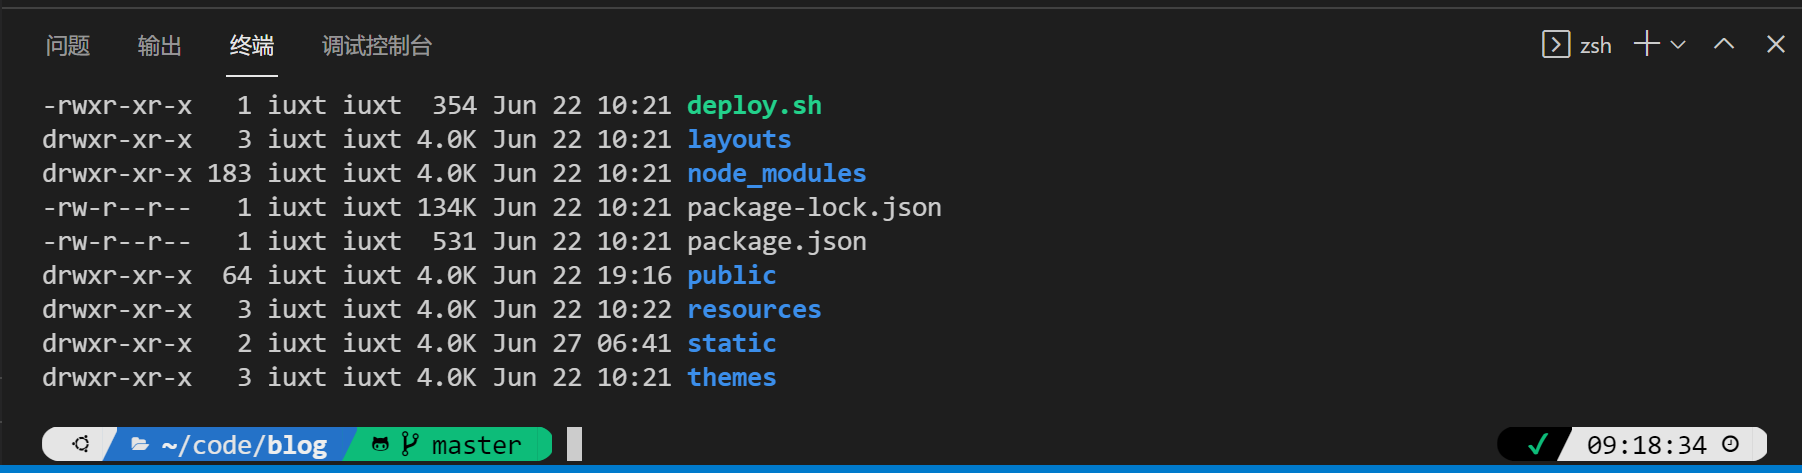 问题 输出 终端 调试控制台 zsh
-rwxr-xr-x   1 iuxt iuxt  354 Jun 22 10:21 deploy.sh
drwxr-xr-x   3 iuxt iuxt 4.0K Jun 22 10:21 layouts
drwxr-xr-x 183 iuxt iuxt 4.0K Jun 22 10:21 node_modules
-rw-r--r--   1 iuxt iuxt 134K Jun 22 10:21 package-lock.json
-rw-r--r--   1 iuxt iuxt  531 Jun 22 10:21 package.json
drwxr-xr-x  64 iuxt iuxt 4.0K Jun 22 19:16 public
drwxr-xr-x   3 iuxt iuxt 4.0K Jun 22 10:22 resources
drwxr-xr-x   2 iuxt iuxt 4.0K Jun 27 06:41 static
drwxr-xr-x   3 iuxt iuxt 4.0K Jun 22 10:21 themes
~/code/blog master ✓ 09:18:34